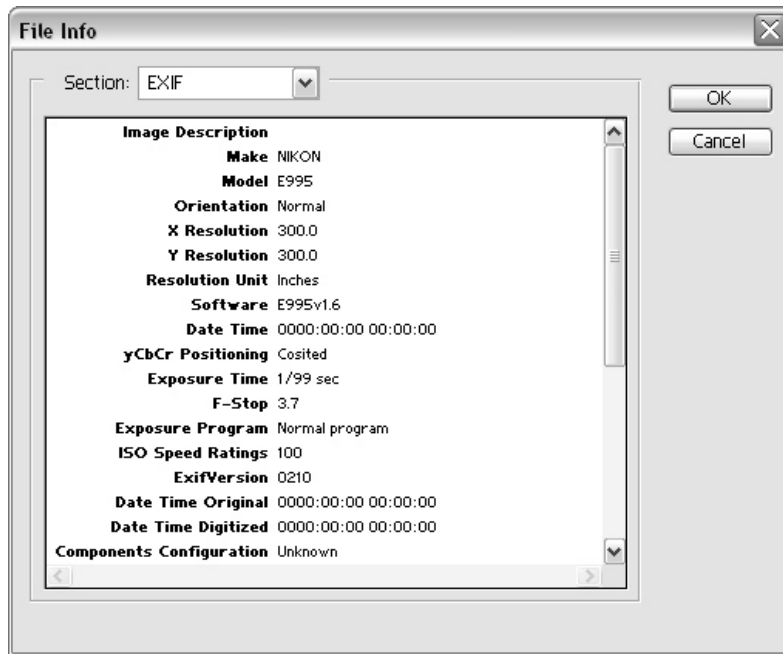 File Info
Section: EXIF
OK
Cancel
Image Description
Make NIKON
Model E995
Orientation Normal
X Resolution 300.0
Y Resolution 300.0
Resolution Unit Inches
Software E995v1.6
Date Time 0000:00:00 00:00:00
yCbCr Positioning Cosited
Exposure Time 1/99 sec
F-Stop 3.7
Exposure Program Normal program
ISO Speed Ratings 100
ExifVersion 0210
Date Time Original 0000:00:00 00:00:00
Date Time Digitized 0000:00:00 00:00:00
Components Configuration Unknown